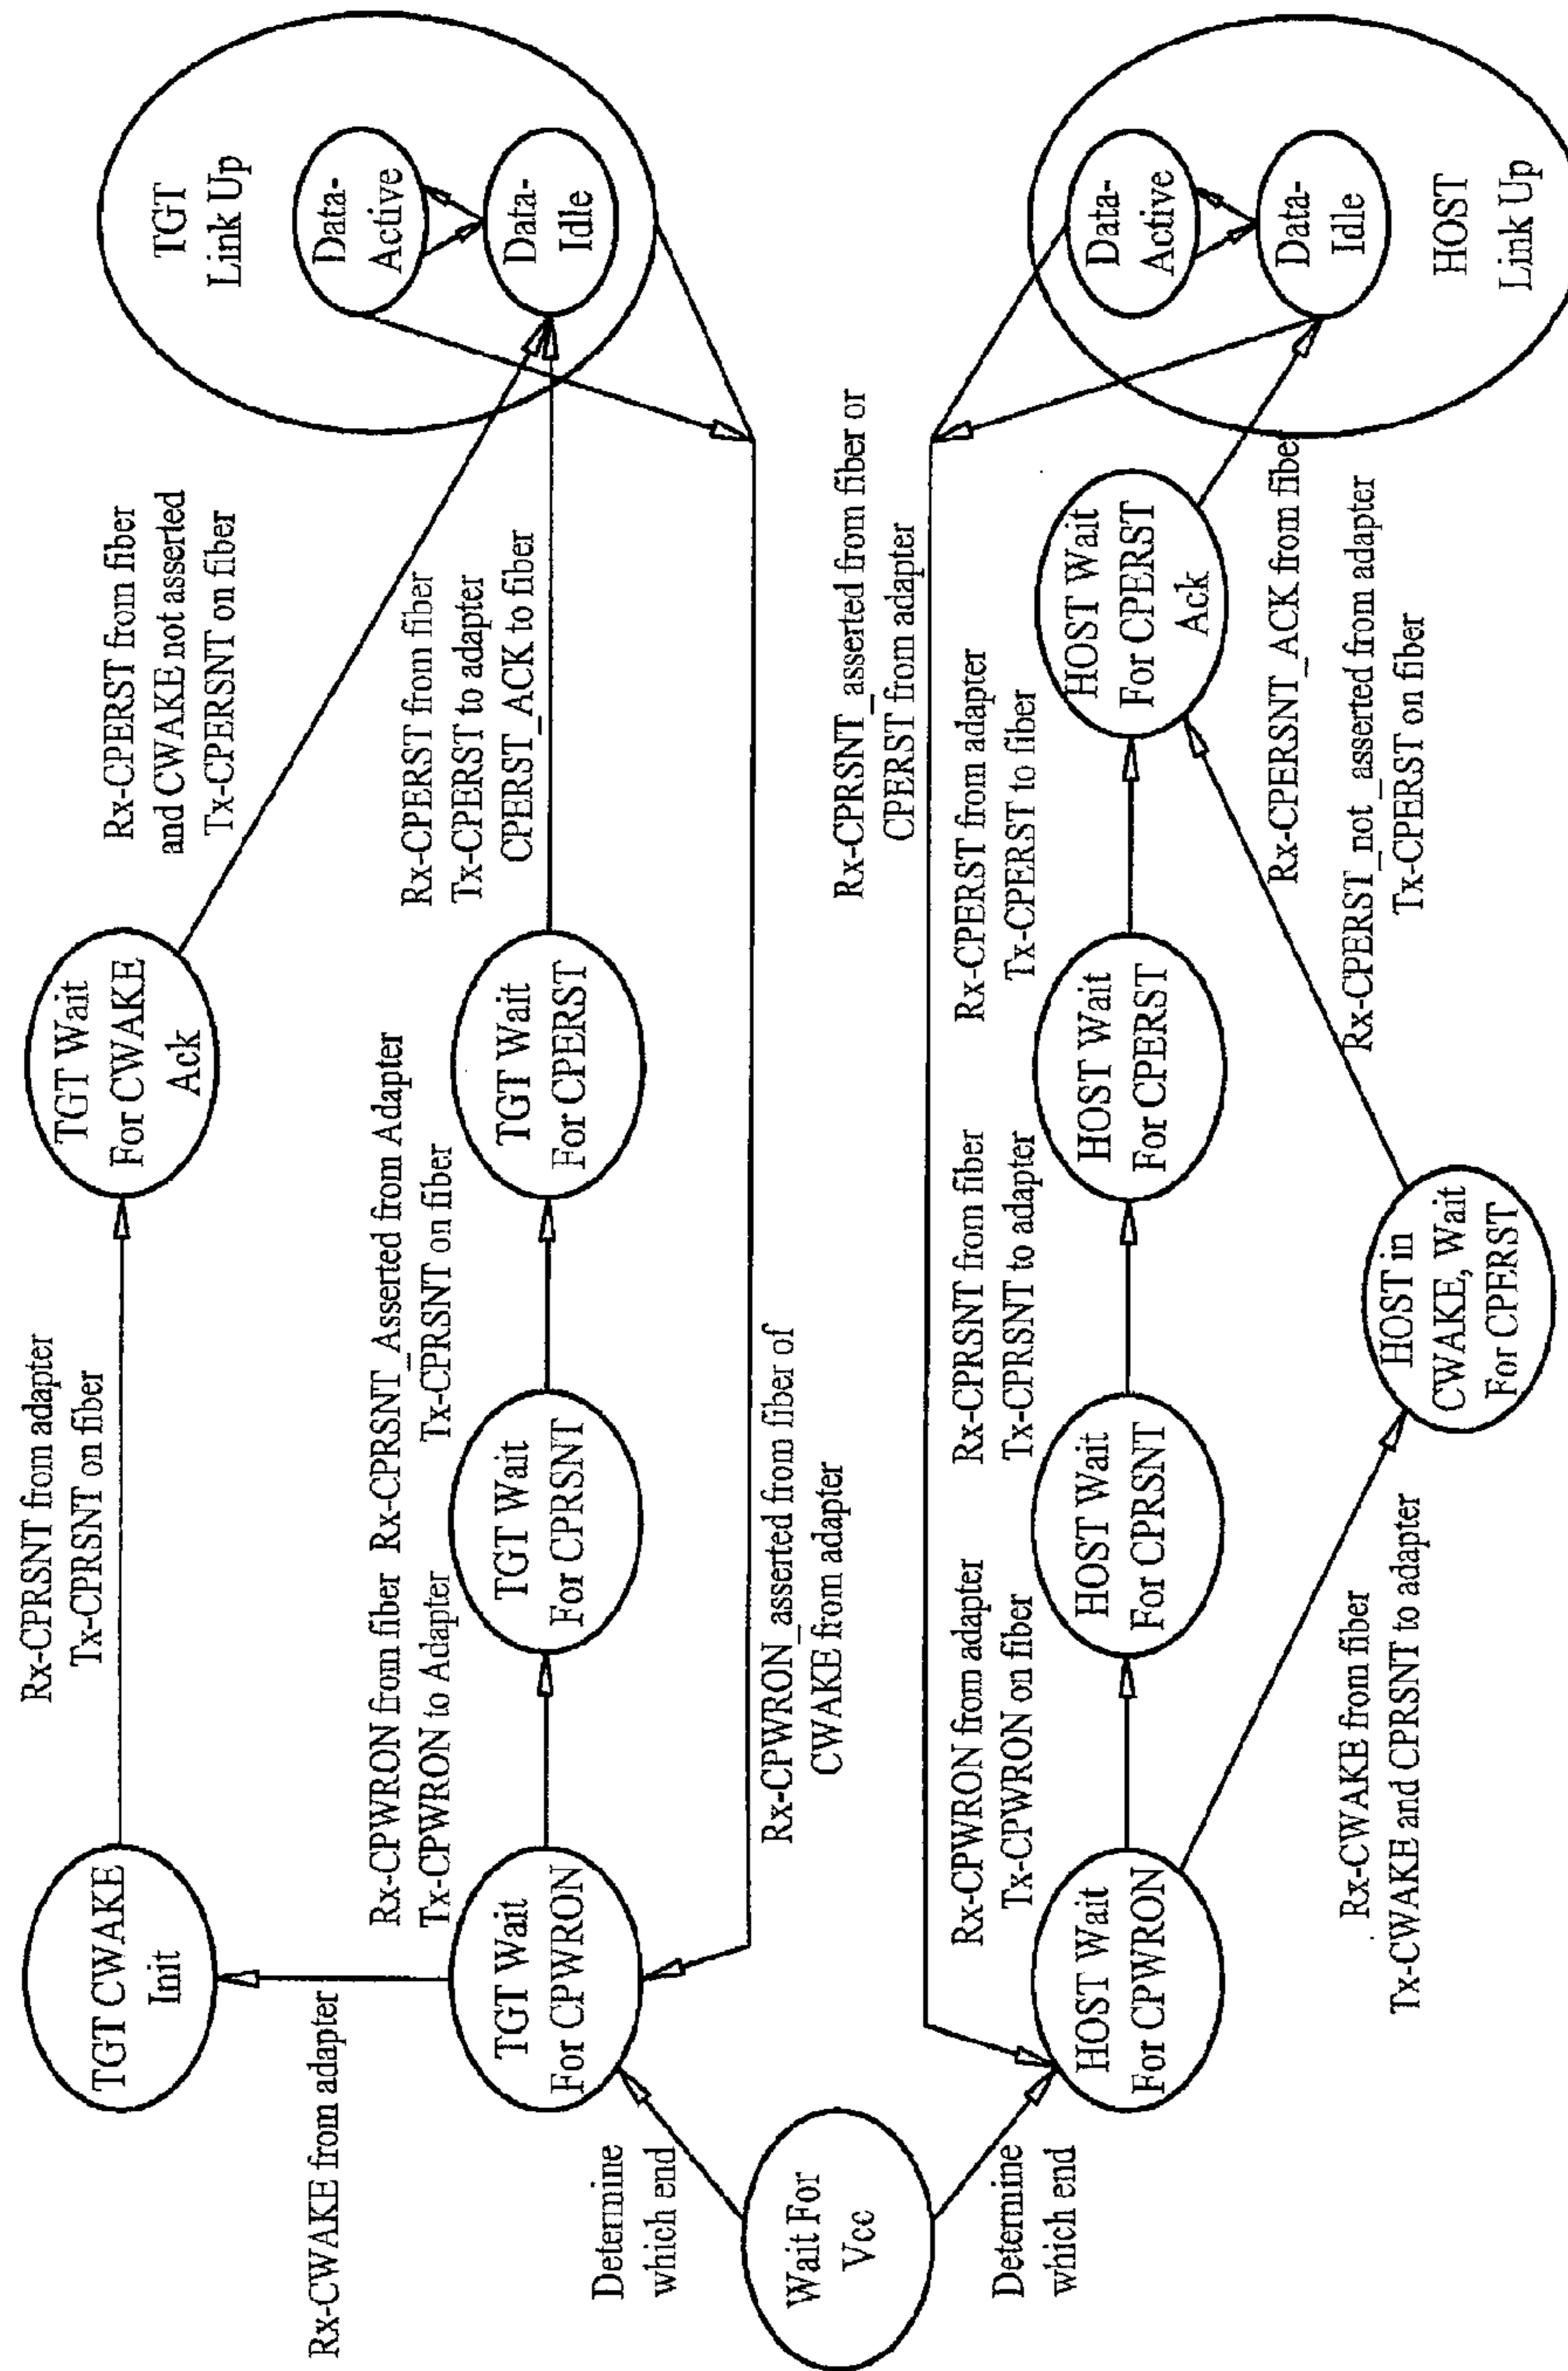 TGT CWAKE
Init
Rx-CPRSNT from adapter
Tx-CPRSNT on fiber
TGT Wait
For CWAKE
Ack
Rx-CPERST from fiber
and CWAKE not asserted
Tx-CPERSNT on fiber
TGT
Link Up
Data-
Active
Data-
Idle
Rx-CWAKE from adapter
TGT Wait
For CPWRON
Rx-CPWRON from fiber
Tx-CPWRON to Adapter
TGT Wait
For CPRSNT
Rx-CPRSNT_Asserted from Adapter
Tx-CPRSNT on fiber
TGT Wait
For CPERST
Rx-CPERST from fiber
Tx-CPERST to adapter
CPERST_ACK to fiber
Determine
which end
Rx-CPWRON_asserted from fiber of
CWAKE from adapter
Wait For
Vcc
Determine
which end
Rx-CPRSNT_asserted from fiber or
CPERST from adapter
HOST Wait
For CPWRON
Rx-CPWRON from adapter
Tx-CPWRON on fiber
HOST Wait
For CPRSNT
Rx-CPRSNT from fiber
Tx-CPRSNT to adapter
HOST Wait
For CPERST
Rx-CPERST from adapter
Tx-CPERST to fiber
HOST Wait
For CPERST
Ack
Rx-CPERSNT_ACK from fiber
Data-
Active
Data-
Idle
HOST
Link Up
Rx-CWAKE from fiber
Tx-CWAKE and CPRSNT to adapter
HOST in
CWAKE, Wait
For CPERST
Rx-CPERST_not_asserted from adapter
Tx-CPERST on fiber